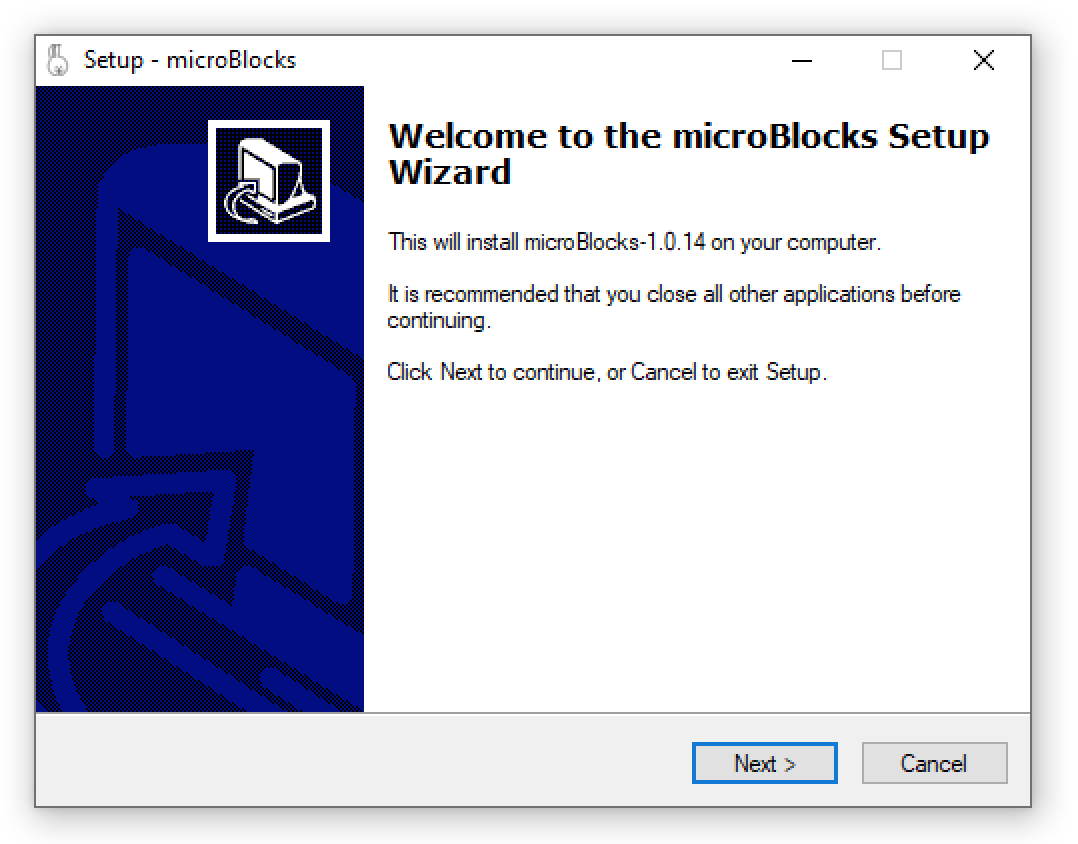 Setup - microBlocks
Welcome to the microBlocks Setup
Wizard
This will install microBlocks-1.0.14 on your computer.
It is recommended that you close all other applications before
continuing.
Click Next to continue, or Cancel to exit Setup.
Next >
Cancel